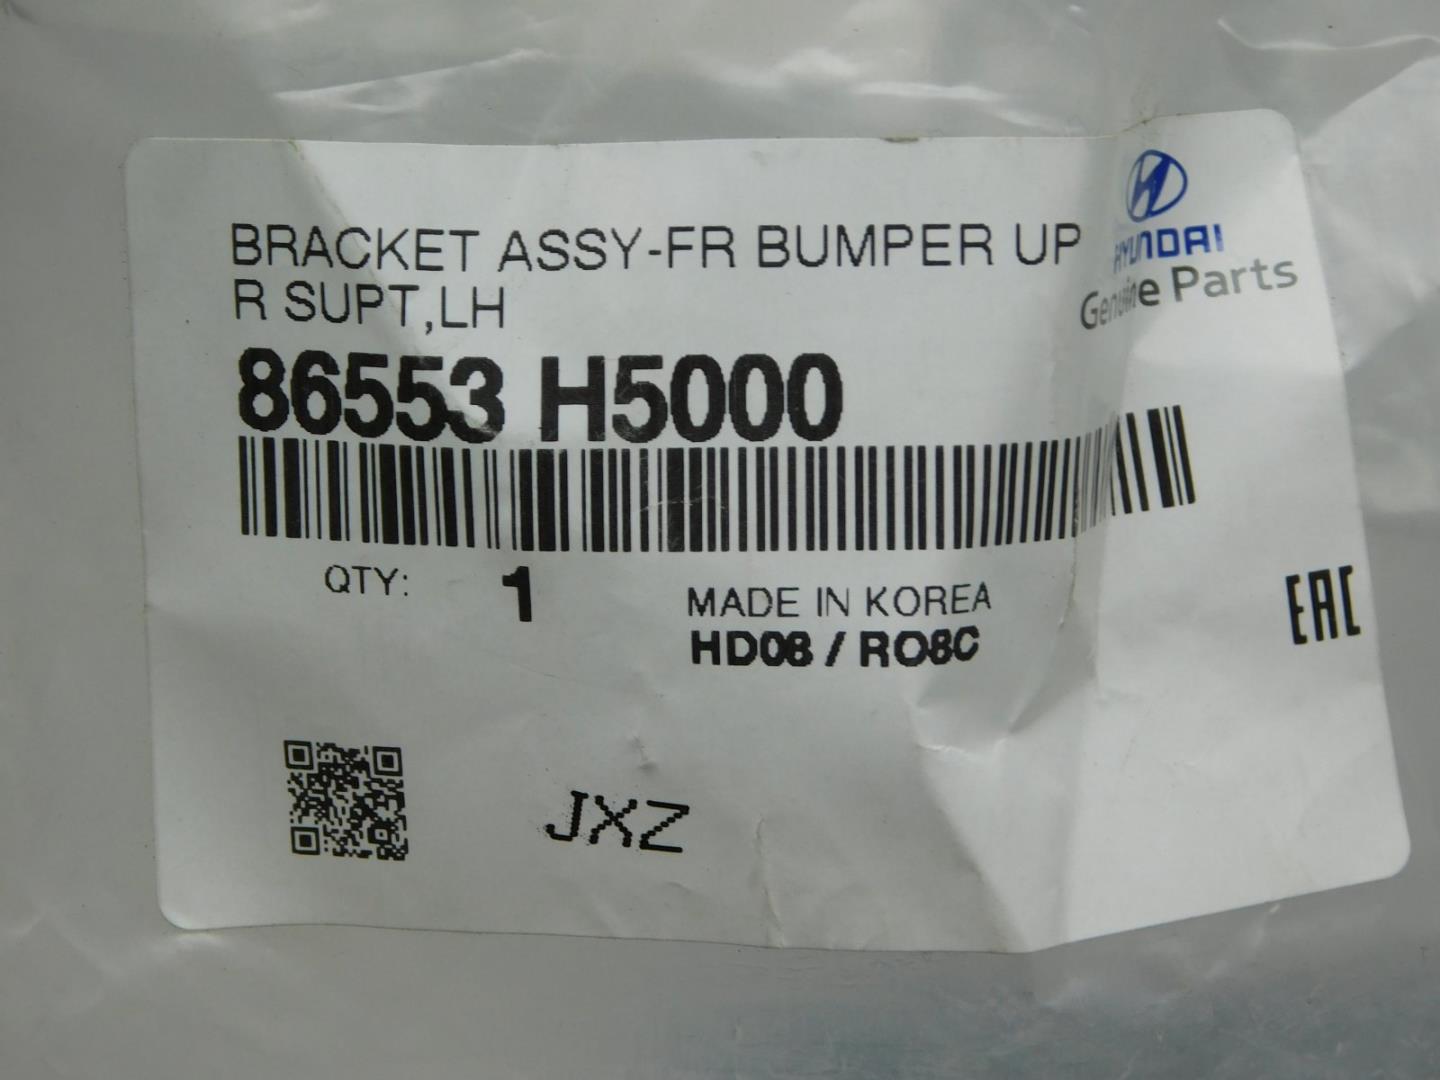 BRACKET ASSY-FR BUMPER UP
R SUPT,LH
HYUNDAI
Genuine Parts
86553 H5000
QTY: 1
MADE IN KOREA
HD08 / RO8C
EAC
JXZ